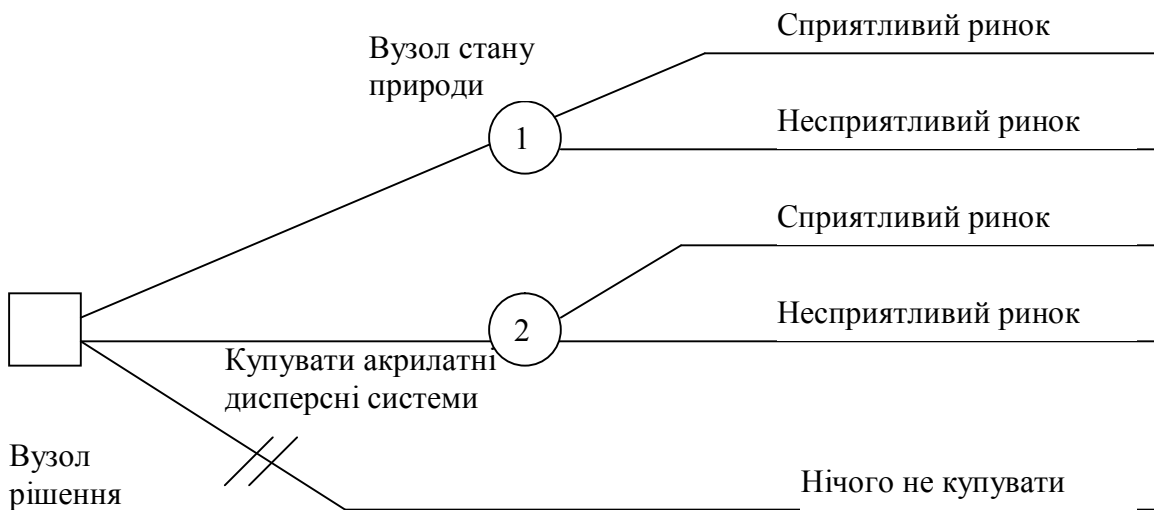 Сприятливий ринок
Вузол стану
природи
1
Несприятливий ринок
Сприятливий ринок
2
Несприятливий ринок
Купувати акрилатні
дисперсні системи
Вузол
рішення
Нічого не купувати